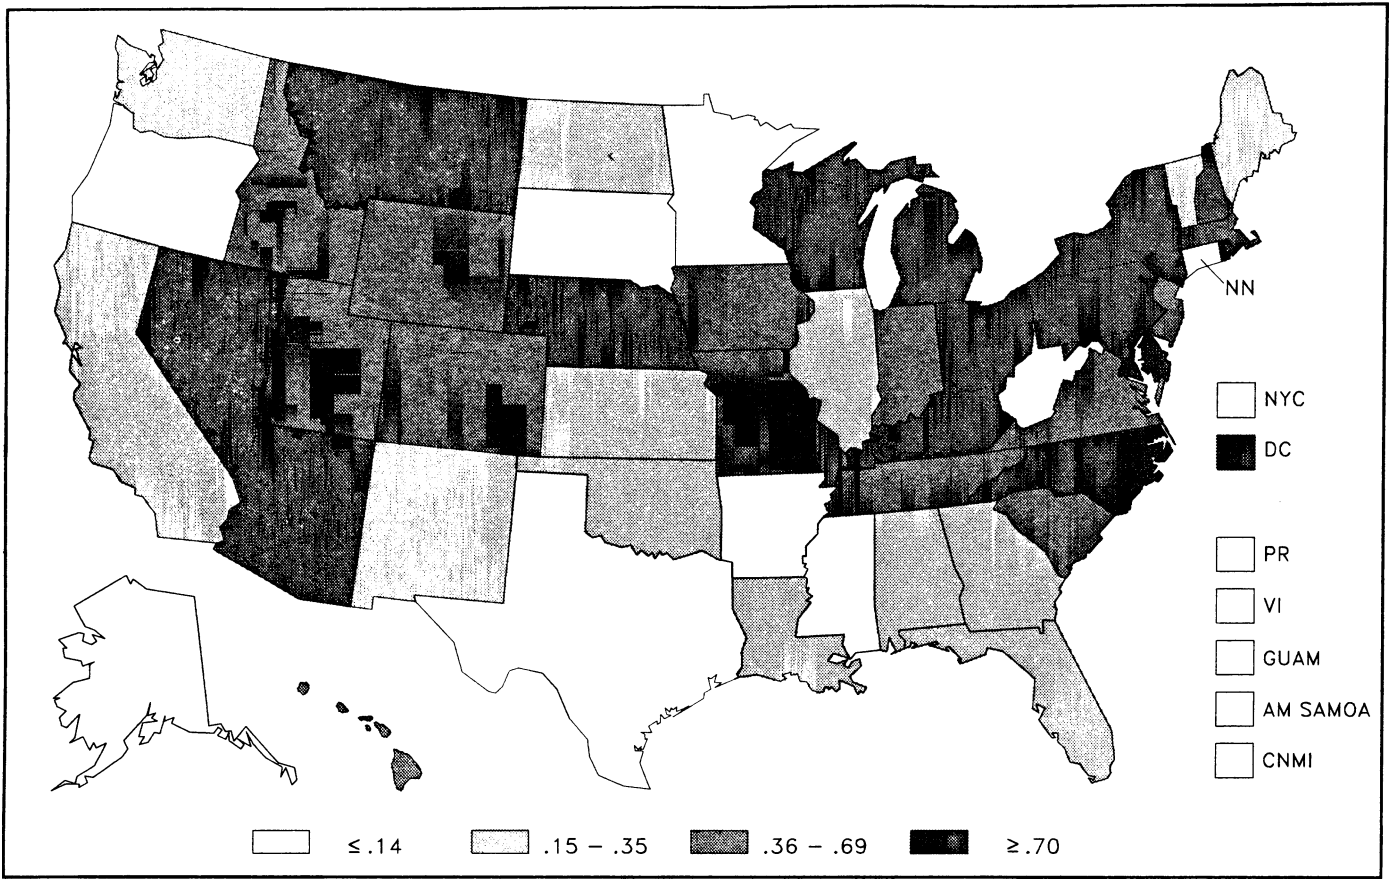 NN
NYC
DC
PR
VI
GUAM
AM SAMOA
CNMI
≤.14 .15 – .35 .36 – .69 ≥.70